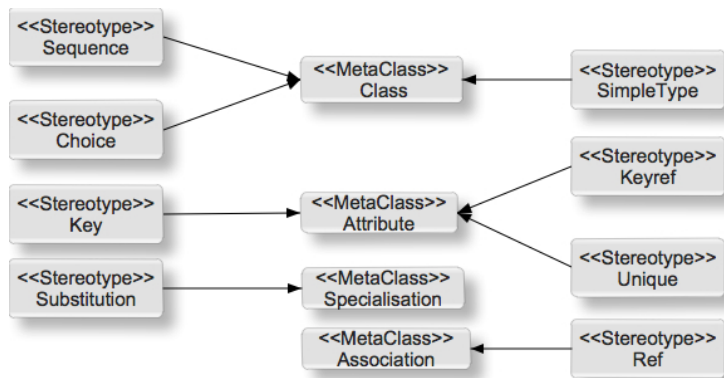 <<Stereotype>>
Sequence
<<MetaClass>>
Class
<<Stereotype>>
SimpleType
<<Stereotype>>
Choice
<<Stereotype>>
Keyref
<<Stereotype>>
Key
<<MetaClass>>
Attribute
<<Stereotype>>
Unique
<<Stereotype>>
Substitution
<<MetaClass>>
Specialisation
<<MetaClass>>
Association
<<Stereotype>>
Ref